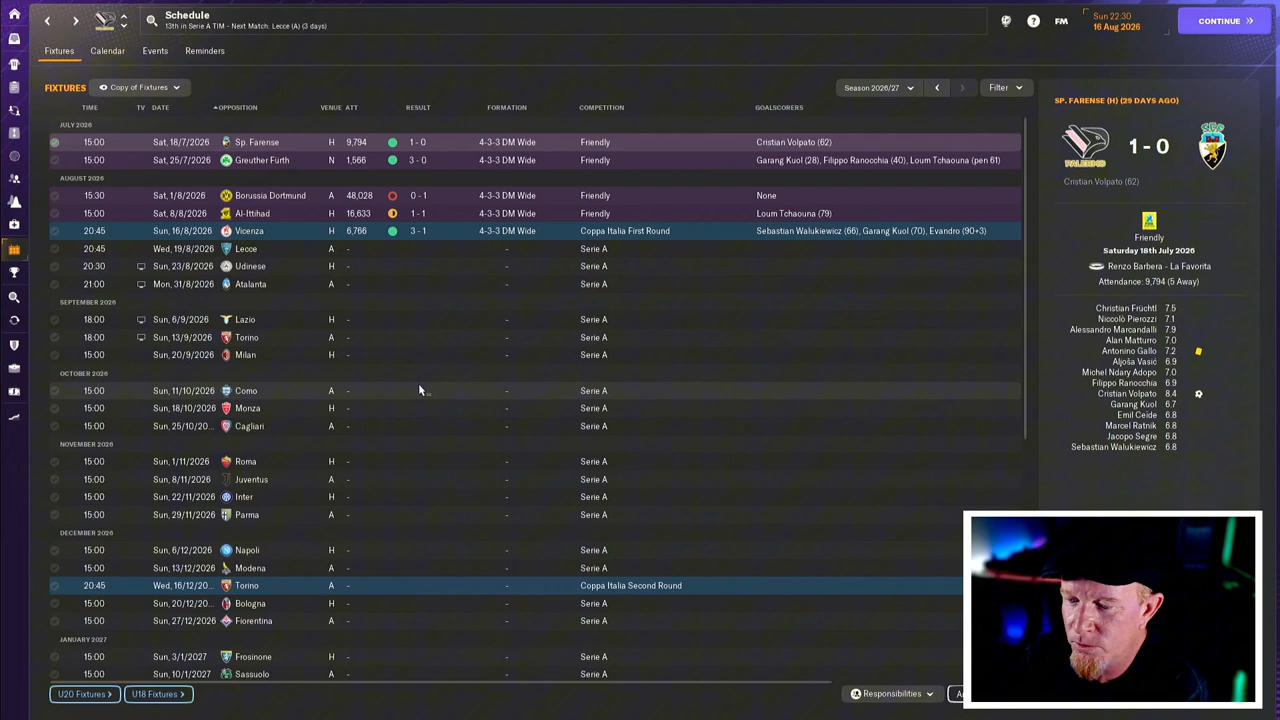 Schedule
13th in Serie A TIM - Next Match: Lecce (A) (3 days)
FM
Sun 22:30
16 Aug 2026
CONTINUE
Fixtures Calendar Events Reminders
FIXTURES Copy of Fixtures Season 2026/27 Filter
TIME TV DATE OPPOSITION VENUE ATT RESULT FORMATION COMPETITION GOALSCORERS
JULY 2026
15:00 Sat, 18/7/2026 Sp. Farense H 9,794 1 - 0 4-3-3 DM Wide Friendly Cristian Volpato (62)
15:00 Sat, 25/7/2026 Greuther Fürth N 1,566 3 - 0 4-3-3 DM Wide Friendly Garang Kuol (28), Filippo Ranocchia (40), Loum Tchaouna (pen 61)
AUGUST 2026
15:30 Sat, 1/8/2026 Borussia Dortmund A 48,028 0 - 1 4-3-3 DM Wide Friendly None
15:00 Sat, 8/8/2026 Al-Ittihad H 16,633 1 - 1 4-3-3 DM Wide Friendly Loum Tchaouna (79)
20:45 Sun, 16/8/2026 Vicenza H 6,766 3 - 1 4-3-3 DM Wide Coppa Italia First Round Sebastian Walukiewicz (66), Garang Kuol (70), Evandro (90+3)
20:45 Wed, 19/8/2026 Lecce A - - Serie A
20:30 Sun, 23/8/2026 Udinese H - - Serie A
21:00 Mon, 31/8/2026 Atalanta A - - Serie A
SEPTEMBER 2026
18:00 Sun, 6/9/2026 Lazio H - - Serie A
18:00 Sun, 13/9/2026 Torino A - - Serie A
15:00 Sun, 20/9/2026 Milan H - - Serie A
OCTOBER 2026
15:00 Sun, 11/10/2026 Como A - - Serie A
15:00 Sun, 18/10/2026 Monza H - - Serie A
15:00 Sun, 25/10/20... Cagliari A - - Serie A
NOVEMBER 2026
15:00 Sun, 1/11/2026 Roma H - - Serie A
15:00 Sun, 8/11/2026 Juventus A - - Serie A
15:00 Sun, 22/11/2026 Inter H - - Serie A
15:00 Sun, 29/11/2026 Parma A - - Serie A
DECEMBER 2026
15:00 Sun, 6/12/2026 Napoli H - - Serie A
15:00 Sun, 13/12/2026 Modena A - - Serie A
20:45 Wed, 16/12/20... Torino A - - Coppa Italia Second Round
15:00 Sun, 20/12/20... Bologna H - - Serie A
15:00 Sun, 27/12/2026 Fiorentina A - - Serie A
JANUARY 2027
15:00 Sun, 3/1/2027 Frosinone H - - Serie A
15:00 Sun, 10/1/2027 Sassuolo A - - Serie A
U20 Fixtures U18 Fixtures Responsibilities
SP. FARENSE (H) (29 DAYS AGO)
PALERMO
1 - 0
Cristian Volpato (62)
Friendly
Saturday 18th July 2026
Renzo Barbera - La Favorita
Attendance: 9,794 (5 Away)
Christian Früchtl 7.5
Niccolò Pierozzi 7.1
Alessandro Marcandalli 7.9
Alan Matturro 7.0
Antonino Gallo 7.2
Aljoša Vasić 6.9
Michel Ndary Adopo 7.0
Filippo Ranocchia 6.9
Cristian Volpato 8.4
Garang Kuol 6.7
Emil Ceide 6.8
Marcel Ratnik 6.8
Jacopo Segre 6.8
Sebastian Walukiewicz 6.8